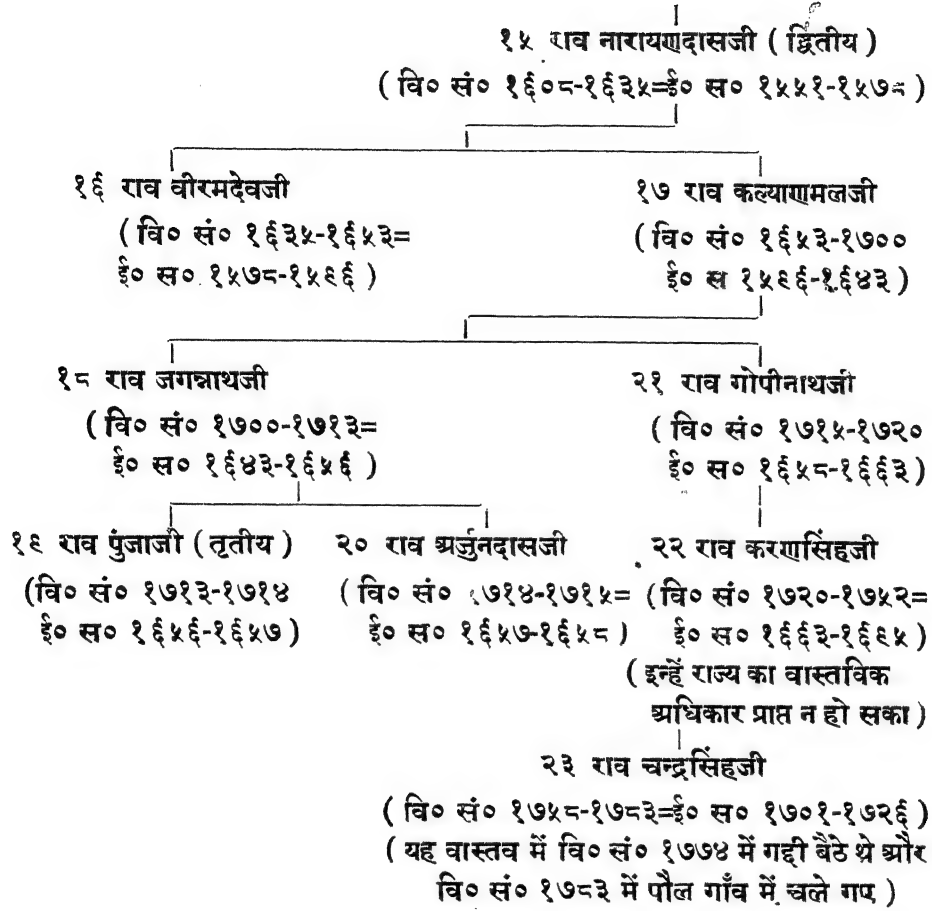 १५ राव नारायणदासजी ( द्वितीय )
( वि० सं० १६०८-१६३५=ई० स० १५५१-१५७८ )
१६ राव वीरमदेवजी
( वि० सं० १६३५-१६५३=
ई० स० १५७८-१५९६ )
१७ राव कल्याणमलजी
( वि० सं० १६५३-१७००
ई० स १५९६-१६४३ )
१८ राव जगन्नाथजी
( वि० सं० १७००-१७१३=
ई० स० १६४३-१६५६ )
२१ राव गोपीनाथजी
( वि० सं० १७१५-१७२०
ई० स० १६५८-१६६३ )
१९ राव पुंजाजी ( तृतीय )
(वि० सं० १७१३-१७१४
ई० स० १६५६-१६५७ )
२० राव अर्जुनदासजी
( वि० सं० १७१४-१७१५=
ई० स० १६५७-१६५८ )
२२ राव करणसिंहजी
(वि० सं० १७२०-१७५२=
ई० स० १६६३-१६९५ )
( इन्हें राज्य का वास्तविक
अधिकार प्राप्त न हो सका )
२३ राव चन्द्रसिंहजी
( वि० सं० १७५८-१७८३=ई० स० १७०१-१७२६ )
( यह वास्तव में वि० सं० १७७४ में गद्दी बैठे थे और
वि० सं० १७८३ में पौल गाँव में चले गए )